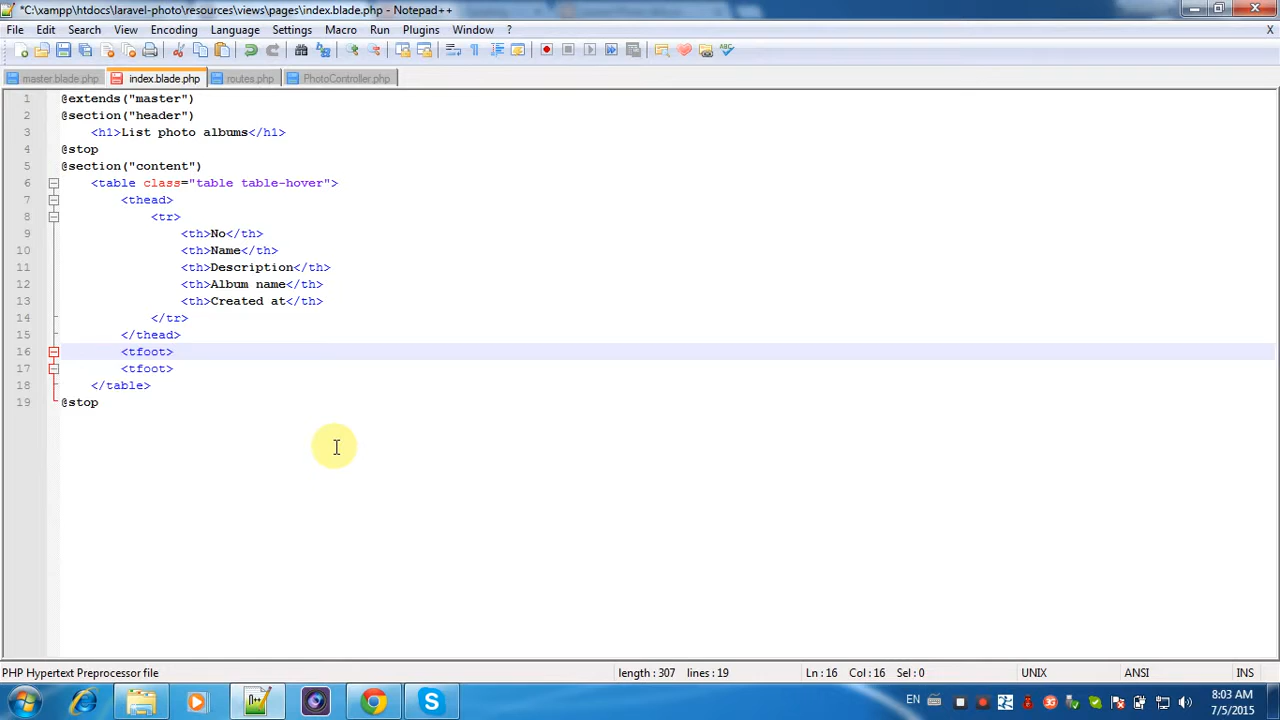 *C:\xampp\htdocs\laravel-photo\resources\views\pages\index.blade.php - Notepad++
File Edit Search View Encoding Language Settings Macro Run Plugins Window ? X
master.blade.php index.blade.php routes.php PhotoController.php
1 @extends("master")
2 @section("header")
3 <h1>List photo albums</h1>
4 @stop
5 @section("content")
6 <table class="table table-hover">
7 <thead>
8 <tr>
9 <th>No</th>
10 <th>Name</th>
11 <th>Description</th>
12 <th>Album name</th>
13 <th>Created at</th>
14 </tr>
15 </thead>
16 <tfoot>
17 <tfoot>
18 </table>
19 @stop
PHP Hypertext Preprocessor file length : 307 lines : 19 Ln : 16 Col : 16 Sel : 0 UNIX ANSI INS
EN 8:03 AM
7/5/2015